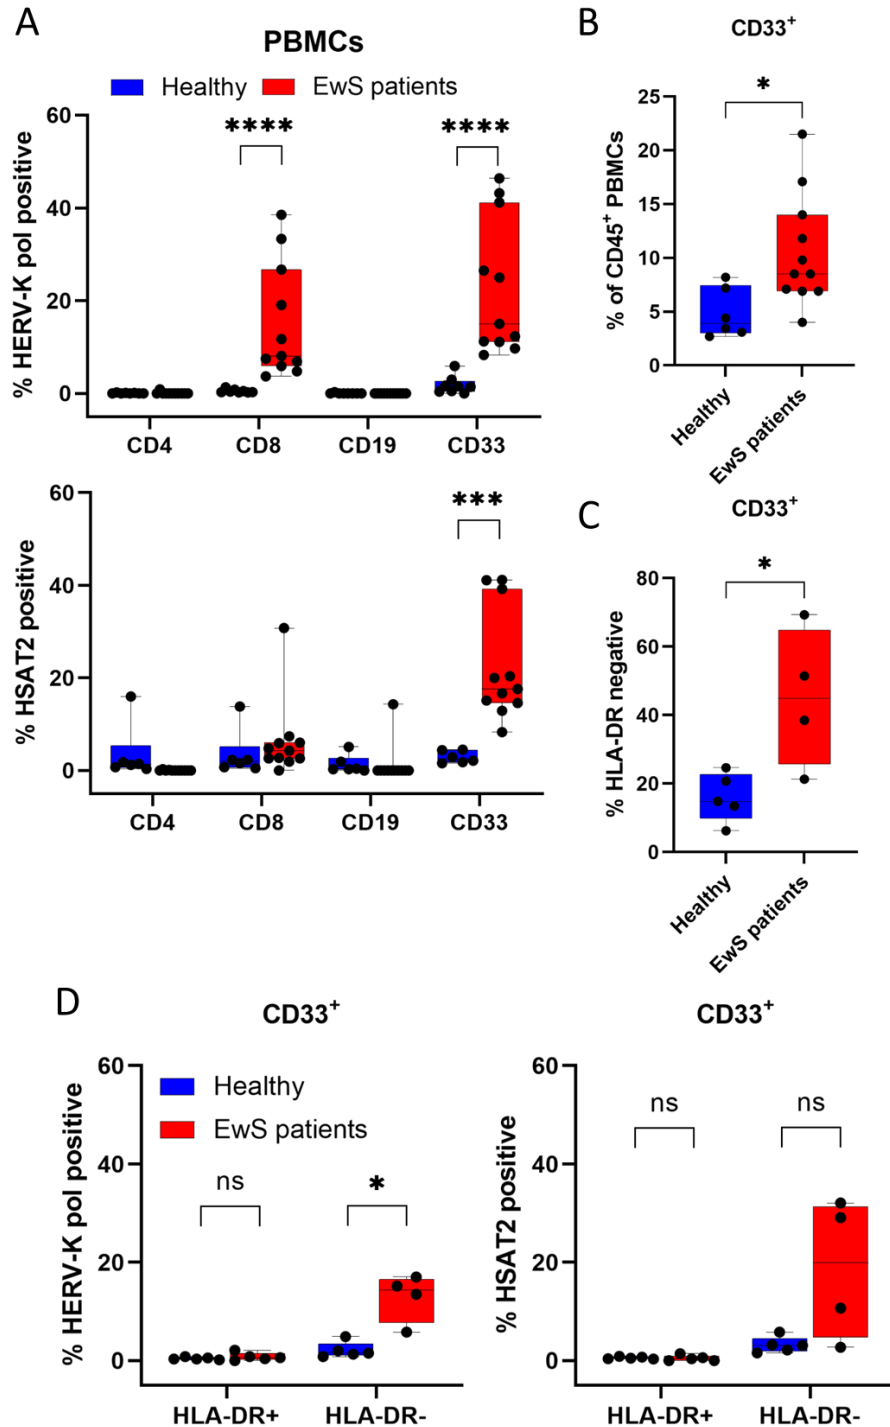 A
PBMCs
Healthy EwS patients
% HERV-K pol positive
60
40
20
0
**** ****
CD4 CD8 CD19 CD33
% HSAT2 positive
60
40
20
0
***
CD4 CD8 CD19 CD33
B
CD33+
% of CD45+ PBMCs
25
20
15
10
5
0
*
Healthy
EwS patients
C
CD33+
% HLA-DR negative
80
60
40
20
0
*
Healthy
EwS patients
D
CD33+
Healthy
EwS patients
% HERV-K pol positive
60
40
20
0
ns *
HLA-DR+ HLA-DR-
CD33+
% HSAT2 positive
60
40
20
0
ns ns
HLA-DR+ HLA-DR-